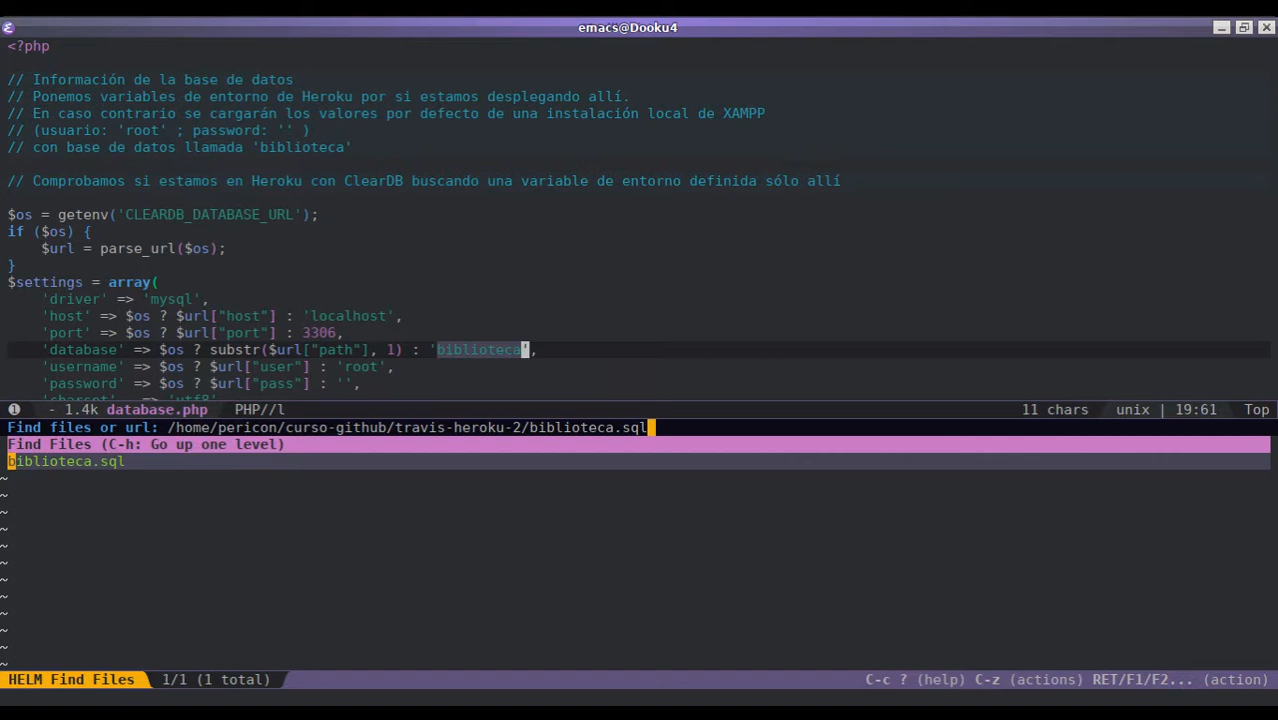 emacs@Dooku4
<?php
// Información de la base de datos
// Ponemos variables de entorno de Heroku por si estamos desplegando allí.
// En caso contrario se cargarán los valores por defecto de una instalación local de XAMPP
// (usuario: 'root' ; password: '' )
// con base de datos llamada 'biblioteca'
// Comprobamos si estamos en Heroku con ClearDB buscando una variable de entorno definida sólo allí
$os = getenv('CLEARDB_DATABASE_URL');
if ($os) {
    $url = parse_url($os);
}
$settings = array(
    'driver' => 'mysql',
    'host' => $os ? $url["host"] : 'localhost',
    'port' => $os ? $url["port"] : 3306,
    'database' => $os ? substr($url["path"], 1) : 'biblioteca',
    'username' => $os ? $url["user"] : 'root',
    'password' => $os ? $url["pass"] : '',
    'charset' => 'utf8'
❶ - 1.4k database.php PHP//l 11 chars unix | 19:61 Top
Find files or url: /home/pericon/curso-github/travis-heroku-2/biblioteca.sql
Find Files (C-h: Go up one level)
biblioteca.sql
~
~
~
~
~
~
~
~
~
~
~
~
HELM Find Files 1/1 (1 total) C-c ? (help) C-z (actions) RET/F1/F2... (action)